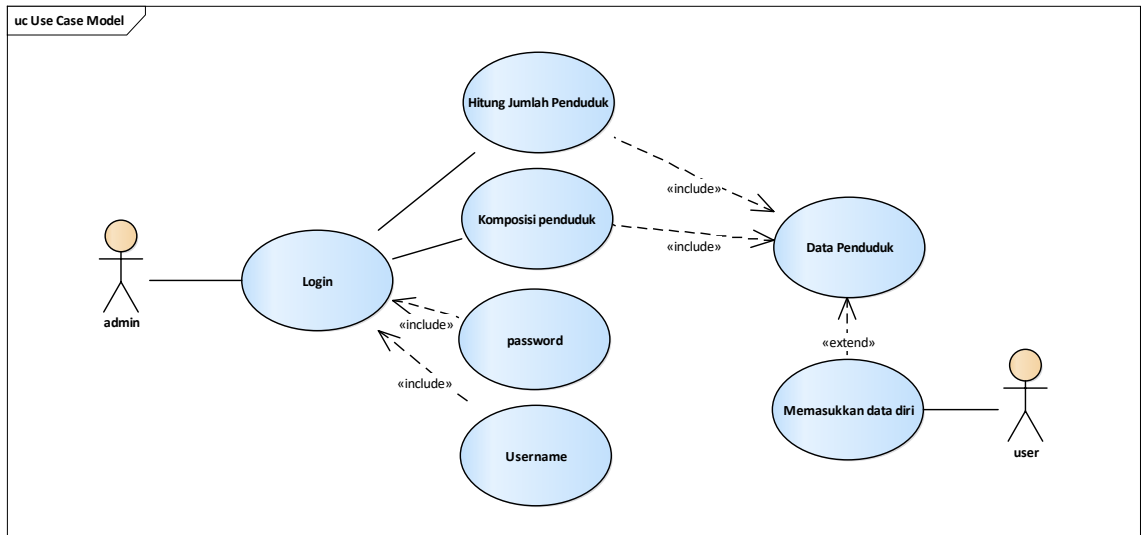 uc Use Case Model
Hitung Jumlah Penduduk
«include»
Komposisi penduduk
«include»
Data Penduduk
Login
admin
«include»
password
«extend»
«include»
Memasukkan data diri
Username
user